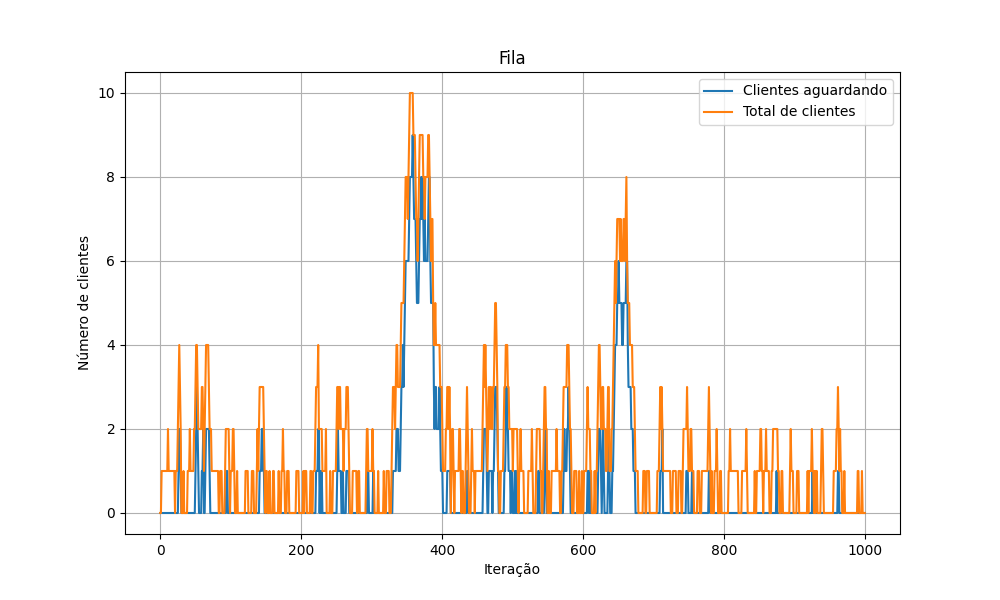 Fila
Clientes aguardando
Total de clientes
Número de clientes
10
8
6
4
2
0
0 200 400 600 800 1000
Iteração